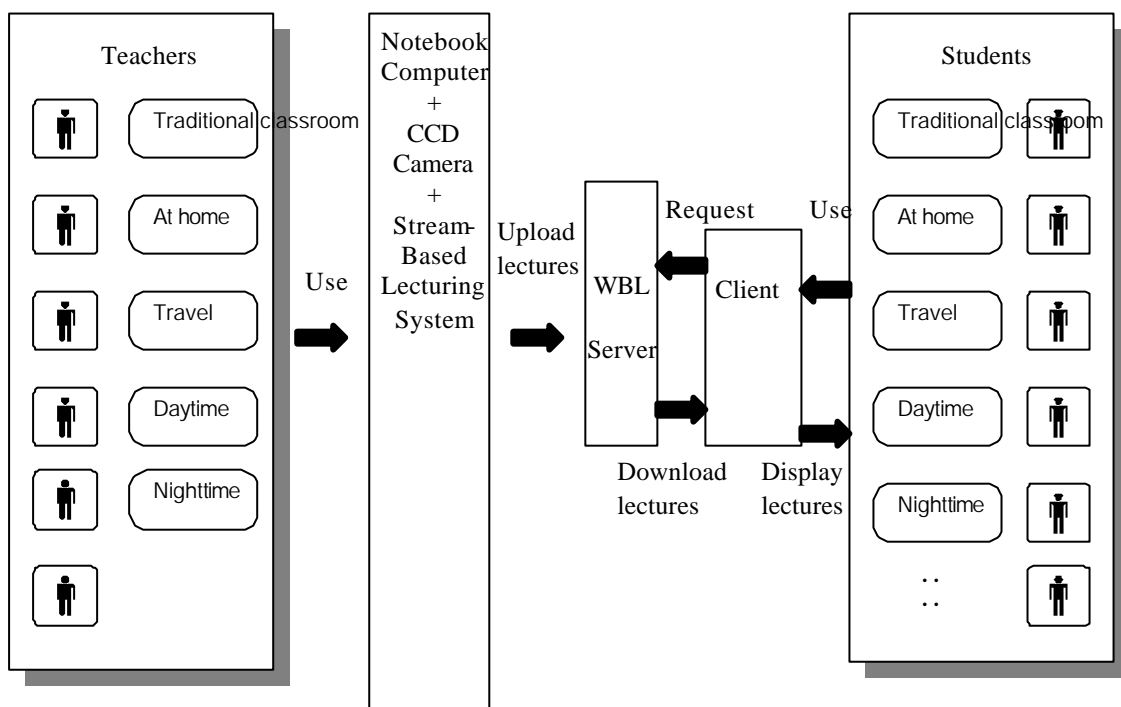 Teachers
Traditional classroom
At home
Travel
Daytime
Nighttime
Use
Notebook
Computer
+
CCD
Camera
+
Stream-
Based
Lecturing
System
Upload
lectures
WBL
Server
Request
Client
Download
lectures
Use
Display
lectures
Students
Traditional classroom
At home
Travel
Daytime
Nighttime
. .
. .